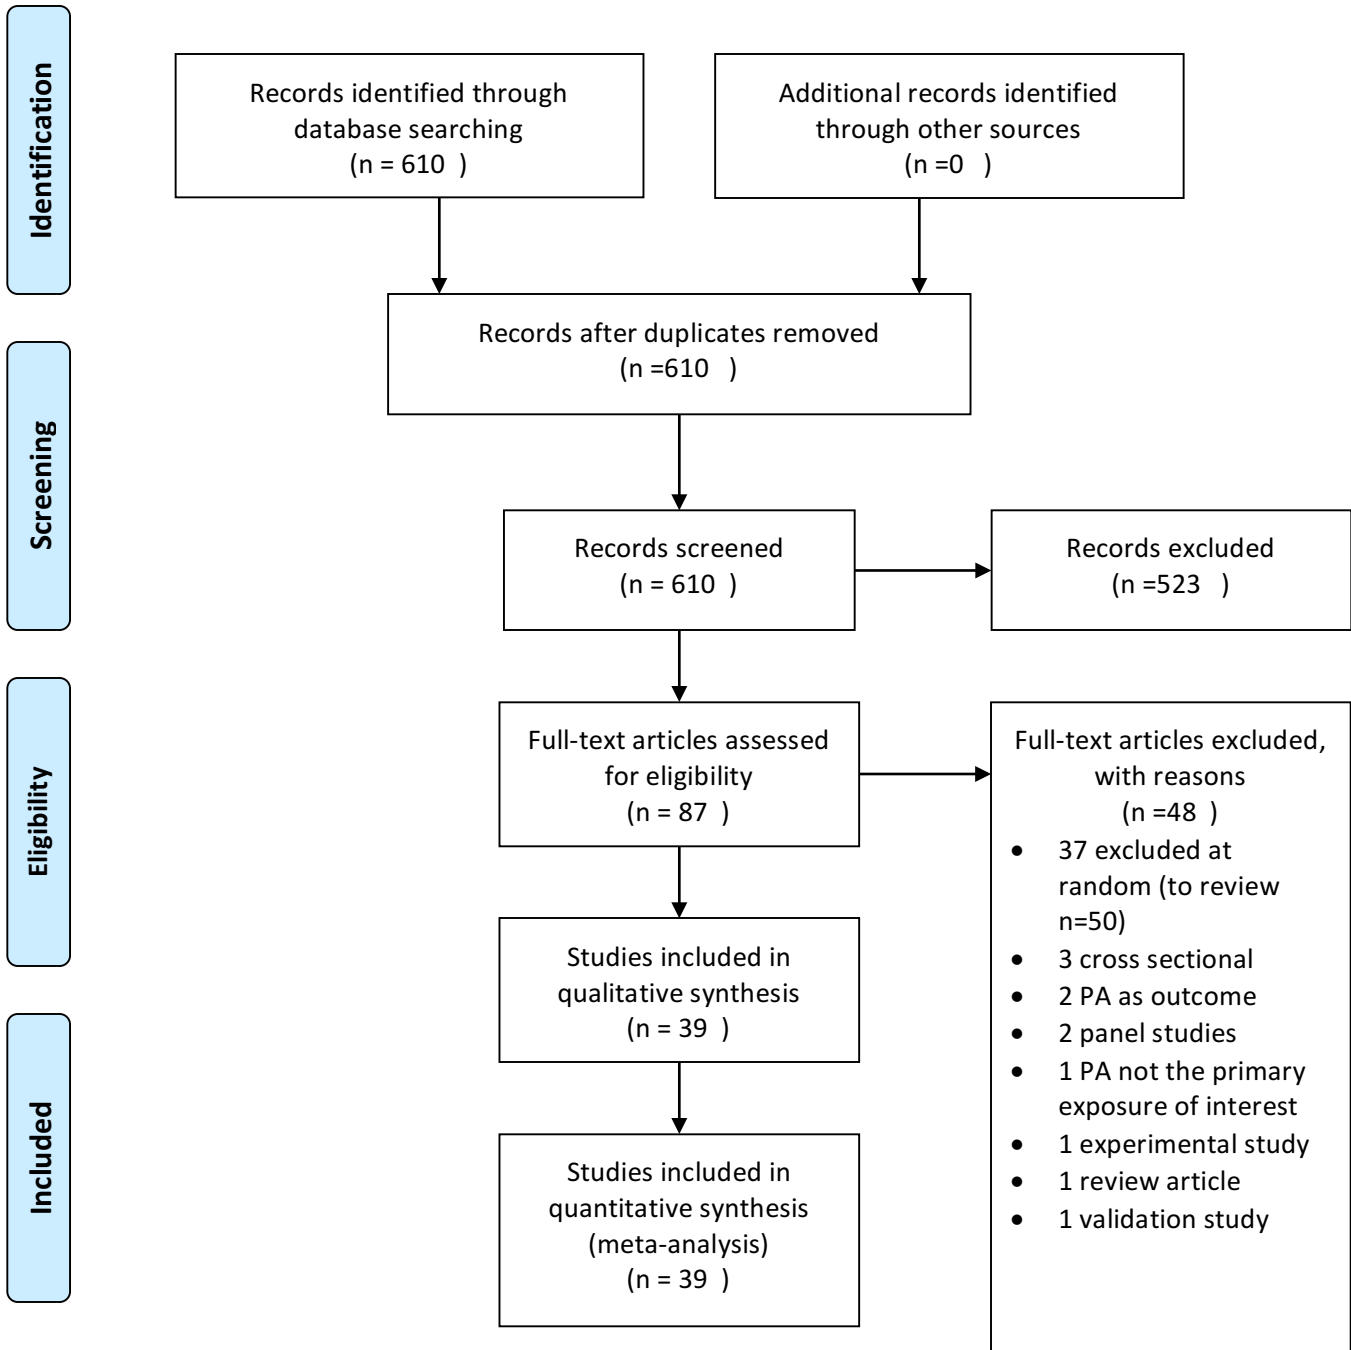 Identification
Records identified through
database searching
(n = 610  )
Additional records identified
through other sources
(n =0   )
Records after duplicates removed
(n =610   )
Screening
Records screened
(n = 610  )
Records excluded
(n =523   )
Eligibility
Full-text articles assessed
for eligibility
(n = 87  )
Full-text articles excluded,
with reasons
(n =48  )
• 37 excluded at
random (to review
n=50)
• 3 cross sectional
• 2 PA as outcome
• 2 panel studies
• 1 PA not the primary
exposure of interest
• 1 experimental study
• 1 review article
• 1 validation study
Studies included in
qualitative synthesis
(n = 39  )
Included
Studies included in
quantitative synthesis
(meta-analysis)
(n = 39  )